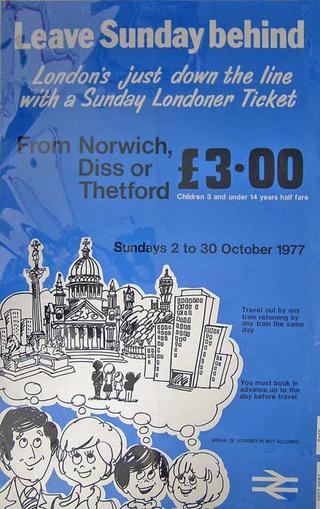 Leave Sunday behind
London's just down the line
with a Sunday Londoner Ticket
From Norwich,
Diss or
Thetford
£3·00
Children 3 and under 14 years half fare
Sundays 2 to 30 October 1977
Travel out by any
train returning by
any train the same
day
You must book in
advance,up to the
day before travel
BREAK OF JOURNEY IS NOT ALLOWED